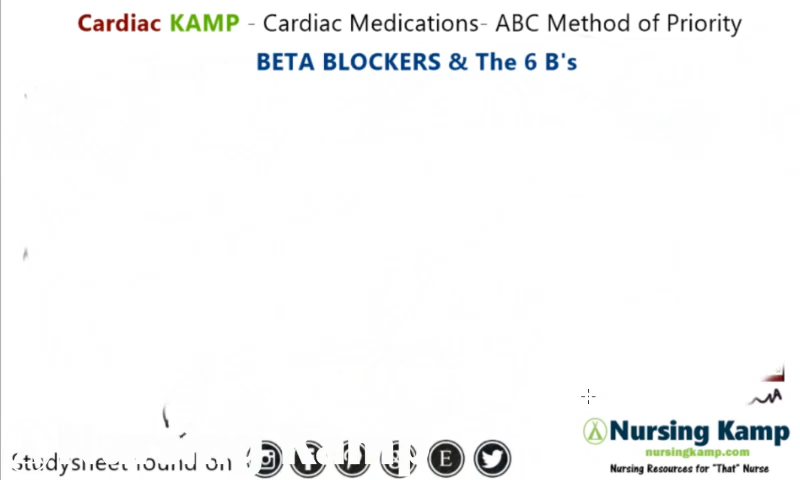 Cardiac KAMP - Cardiac Medications- ABC Method of Priority
BETA BLOCKERS & The 6 B's
Studysheet found on
E
Nursing Kamp
nursingkamp.com
Nursing Resources for "That" Nurse